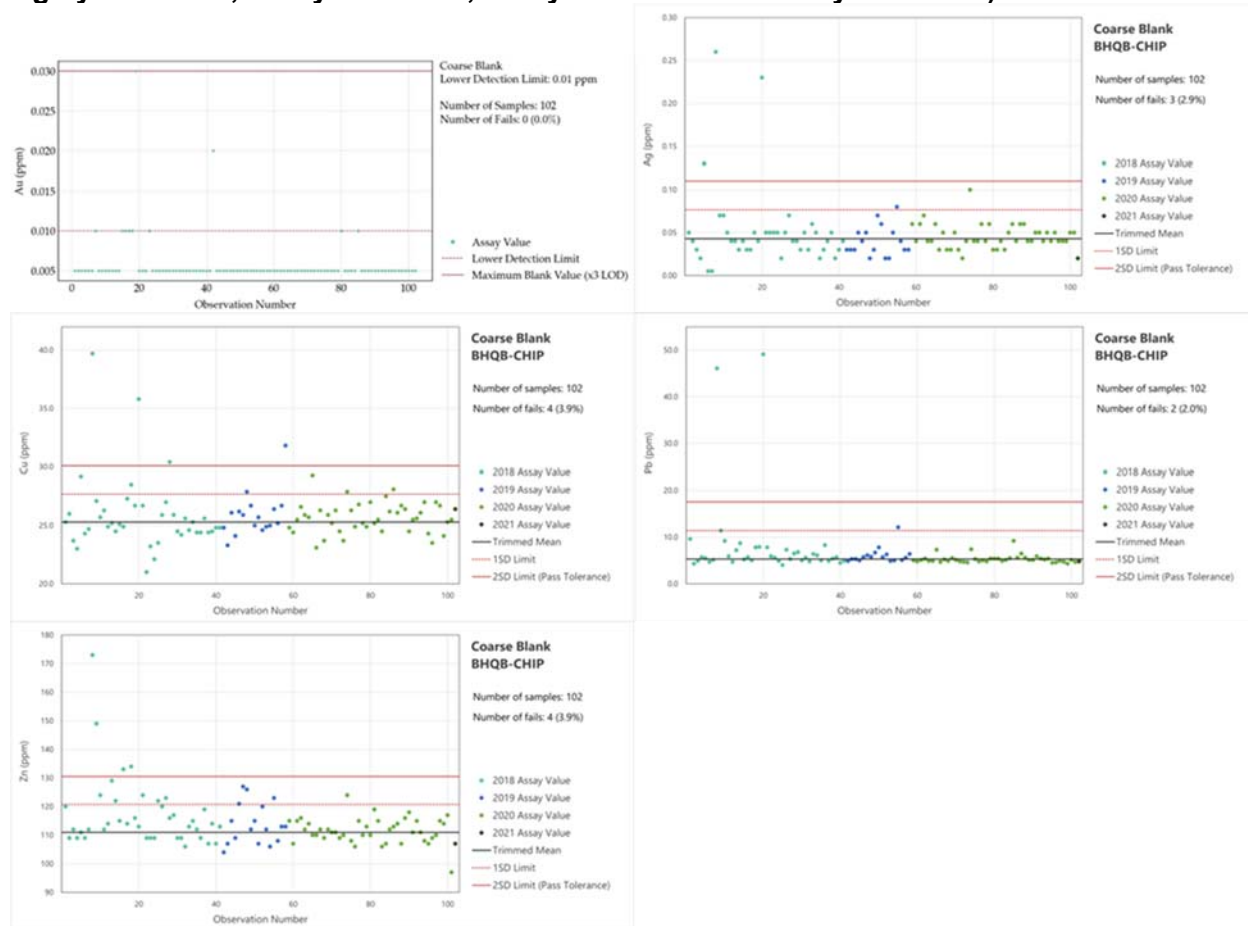 Coarse Blank
Lower Detection Limit: 0.01 ppm
Number of Samples: 102
Number of Fails: 0 (0.0%)
Au (ppm)
0.030
0.020
0.010
0.005
0
20
40
60
80
100
Observation Number
Assay Value
Lower Detection Limit
Maximum Blank Value (x3 LOD)
Coarse Blank
BHQB-CHIP
Number of samples: 102
Number of fails: 3 (2.9%)
Ag (ppm)
0.30
0.25
0.20
0.15
0.10
0.05
0.00
20
40
60
80
100
Observation Number
2018 Assay Value
2019 Assay Value
2020 Assay Value
2021 Assay Value
Trimmed Mean
1SD Limit
2SD Limit (Pass Tolerance)
Coarse Blank
BHQB-CHIP
Number of samples: 102
Number of fails: 4 (3.9%)
Cu (ppm)
40.0
35.0
30.0
25.0
20.0
20
40
60
80
100
Observation Number
2018 Assay Value
2019 Assay Value
2020 Assay Value
2021 Assay Value
Trimmed Mean
1SD Limit
2SD Limit (Pass Tolerance)
Coarse Blank
BHQB-CHIP
Number of samples: 102
Number of fails: 2 (2.0%)
Pb (ppm)
50.0
40.0
30.0
20.0
10.0
0.0
20
40
60
80
100
Observation Number
2018 Assay Value
2019 Assay Value
2020 Assay Value
2021 Assay Value
Trimmed Mean
1SD Limit
2SD Limit (Pass Tolerance)
Coarse Blank
BHQB-CHIP
Number of samples: 102
Number of fails: 4 (3.9%)
Zn (ppm)
180
170
160
150
140
130
120
110
100
90
20
40
60
80
100
Observation Number
2018 Assay Value
2019 Assay Value
2020 Assay Value
2021 Assay Value
Trimmed Mean
1SD Limit
2SD Limit (Pass Tolerance)